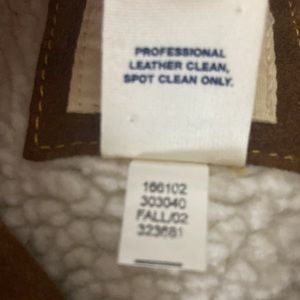 PROFESSIONAL
LEATHER CLEAN,
SPOT CLEAN ONLY.
166102
303040
FALL/02
323681